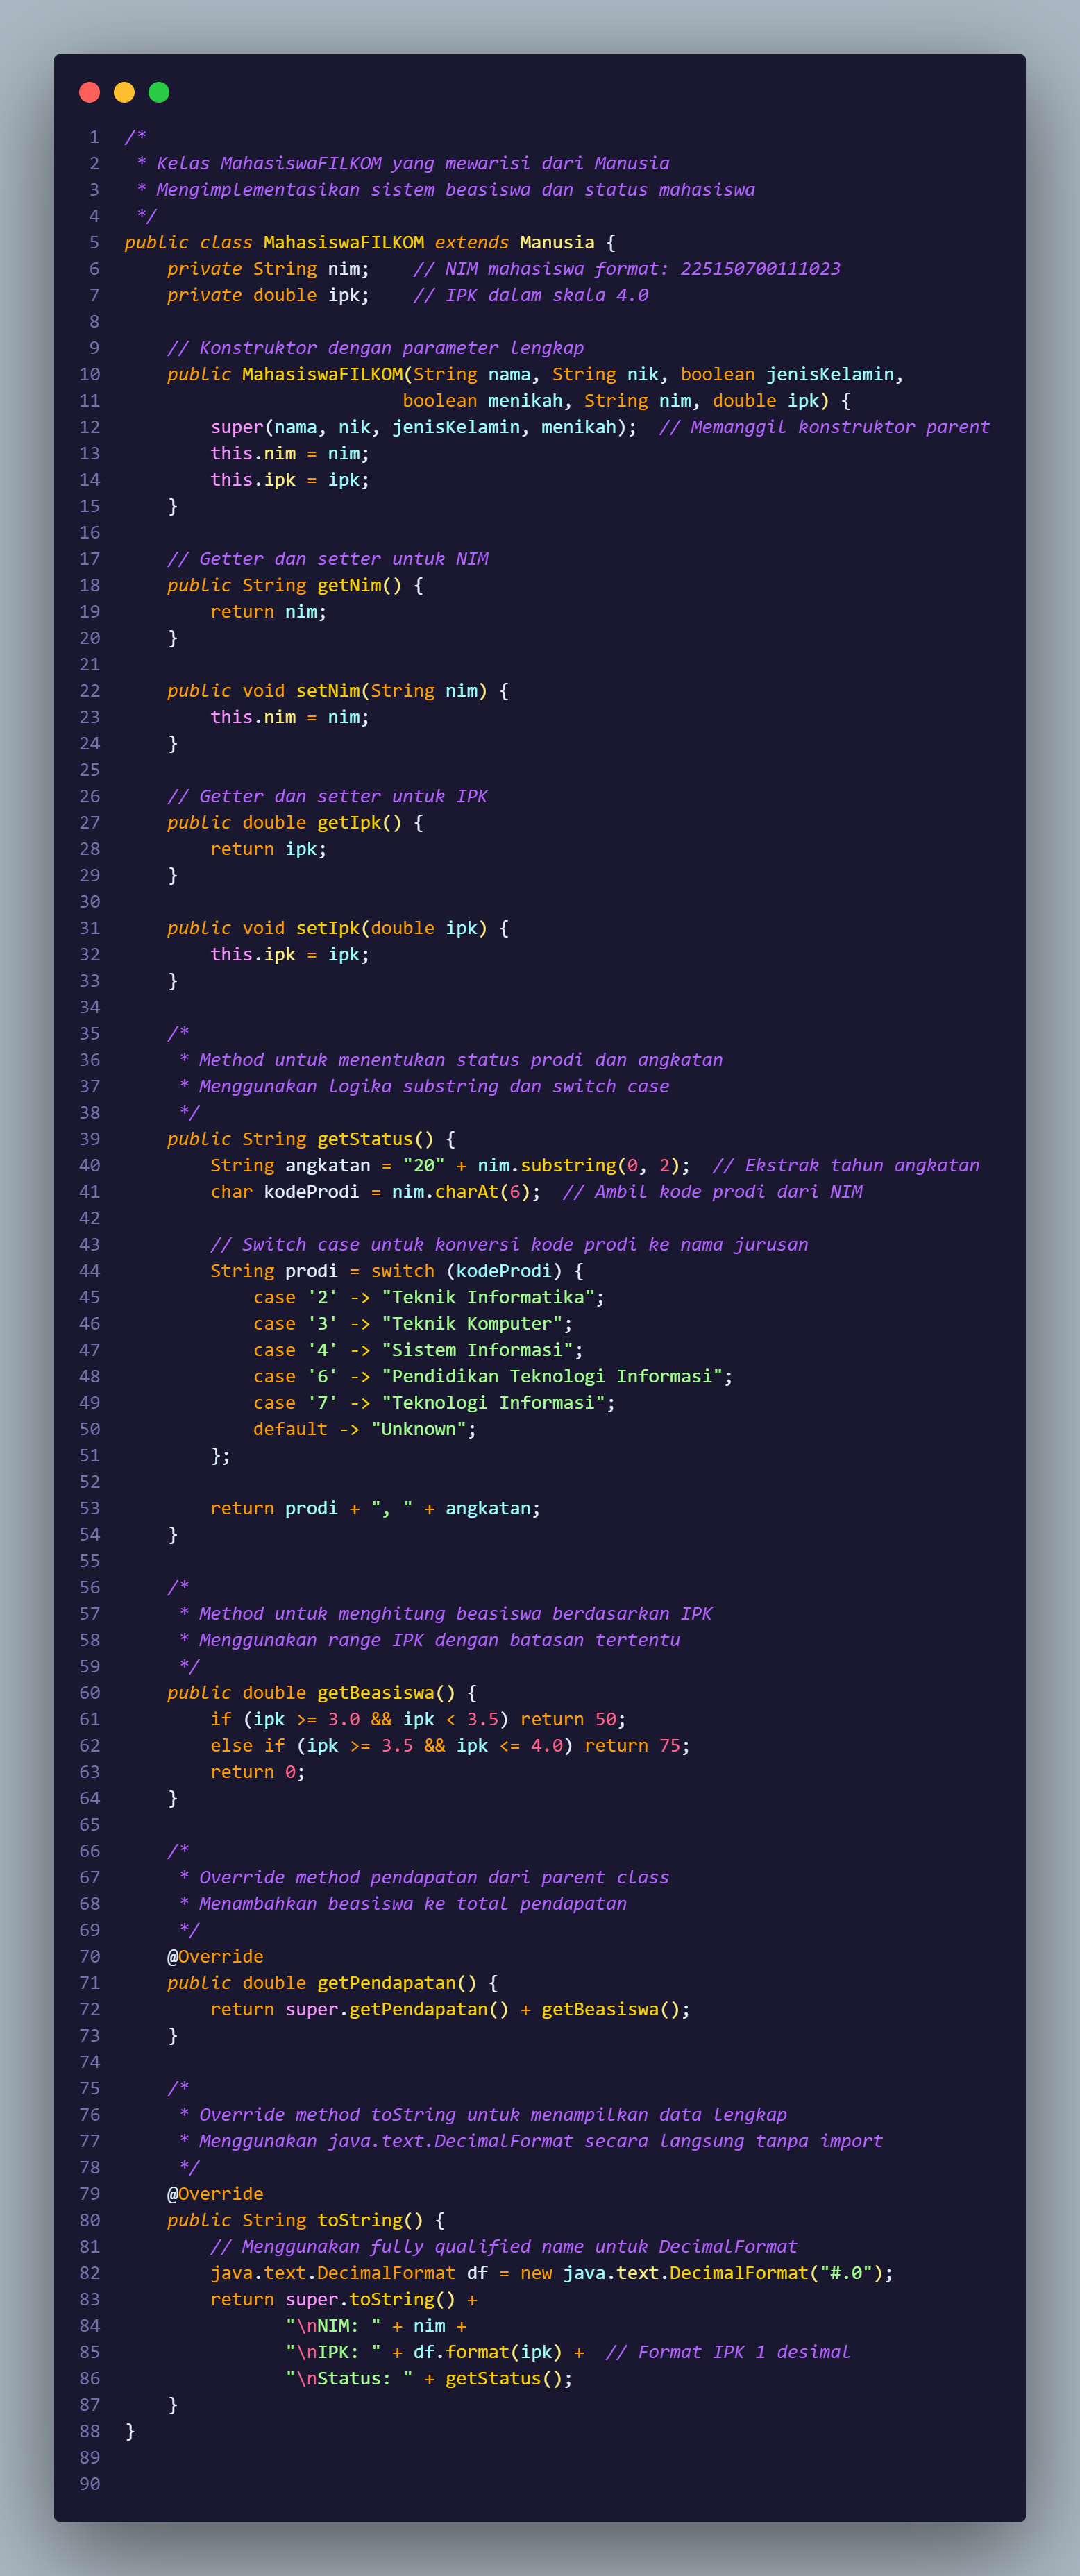 1 /*
2  * Kelas MahasiswaFILKOM yang mewarisi dari Manusia
3  * Mengimplementasikan sistem beasiswa dan status mahasiswa
4  */
5 public class MahasiswaFILKOM extends Manusia {
6     private String nim;    // NIM mahasiswa format: 225150700111023
7     private double ipk;    // IPK dalam skala 4.0
8
9     // Konstruktor dengan parameter lengkap
10     public MahasiswaFILKOM(String nama, String nik, boolean jenisKelamin,
11                           boolean menikah, String nim, double ipk) {
12         super(nama, nik, jenisKelamin, menikah);  // Memanggil konstruktor parent
13         this.nim = nim;
14         this.ipk = ipk;
15     }
16
17     // Getter dan setter untuk NIM
18     public String getNim() {
19         return nim;
20     }
21
22     public void setNim(String nim) {
23         this.nim = nim;
24     }
25
26     // Getter dan setter untuk IPK
27     public double getIpk() {
28         return ipk;
29     }
30
31     public void setIpk(double ipk) {
32         this.ipk = ipk;
33     }
34
35     /*
36      * Method untuk menentukan status prodi dan angkatan
37      * Menggunakan logika substring dan switch case
38      */
39     public String getStatus() {
40         String angkatan = "20" + nim.substring(0, 2);  // Ekstrak tahun angkatan
41         char kodeProdi = nim.charAt(6);  // Ambil kode prodi dari NIM
42
43         // Switch case untuk konversi kode prodi ke nama jurusan
44         String prodi = switch (kodeProdi) {
45             case '2' -> "Teknik Informatika";
46             case '3' -> "Teknik Komputer";
47             case '4' -> "Sistem Informasi";
48             case '6' -> "Pendidikan Teknologi Informasi";
49             case '7' -> "Teknologi Informasi";
50             default -> "Unknown";
51         };
52
53         return prodi + ", " + angkatan;
54     }
55
56     /*
57      * Method untuk menghitung beasiswa berdasarkan IPK
58      * Menggunakan range IPK dengan batasan tertentu
59      */
60     public double getBeasiswa() {
61         if (ipk >= 3.0 && ipk < 3.5) return 50;
62         else if (ipk >= 3.5 && ipk <= 4.0) return 75;
63         return 0;
64     }
65
66     /*
67      * Override method pendapatan dari parent class
68      * Menambahkan beasiswa ke total pendapatan
69      */
70     @Override
71     public double getPendapatan() {
72         return super.getPendapatan() + getBeasiswa();
73     }
74
75     /*
76      * Override method toString untuk menampilkan data lengkap
77      * Menggunakan java.text.DecimalFormat secara langsung tanpa import
78      */
79     @Override
80     public String toString() {
81         // Menggunakan fully qualified name untuk DecimalFormat
82         java.text.DecimalFormat df = new java.text.DecimalFormat("#.0");
83         return super.toString() +
84                "\nNIM: " + nim +
85                "\nIPK: " + df.format(ipk) +  // Format IPK 1 desimal
86                "\nStatus: " + getStatus();
87     }
88 }
89
90